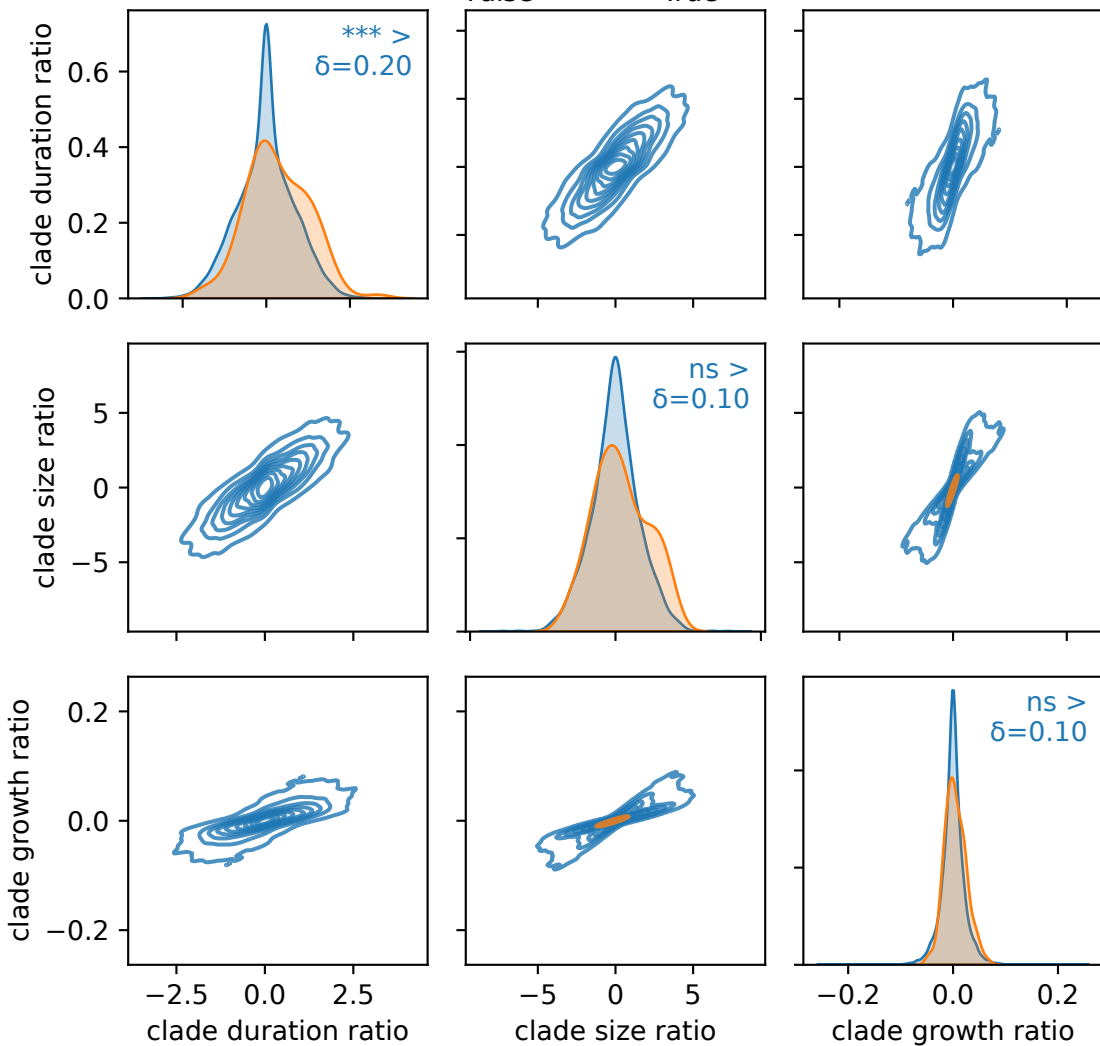 clade duration ratio
0.6
0.4
0.2
0.0
*** >
δ=0.20
clade size ratio
5
0
−5
ns >
δ=0.10
clade growth ratio
0.2
0.0
−0.2
ns >
δ=0.10
−2.5 0.0 2.5
−5 0 5
−0.2 0.0 0.2
clade duration ratio
clade size ratio
clade growth ratio